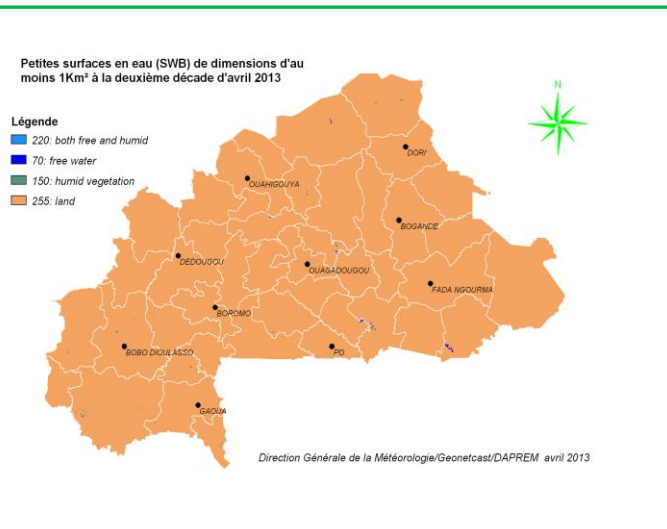 Petites surfaces en eau (SWB) de dimensions d'au
moins 1Km² à la deuxième décade d'avril 2013
N
Légende
220: both free and humid
70: free water
150: humid vegetation
255: land
DORI
OUAHIGOUYA
BOGANDE
DEDOUGOU
OUAGADOUGOU
FADA NGOURMA
BOROMO
BOBO DIOULASSO
PO
GAOUA
Direction Générale de la Météorologie/Geonetcast/DAPREM avril 2013